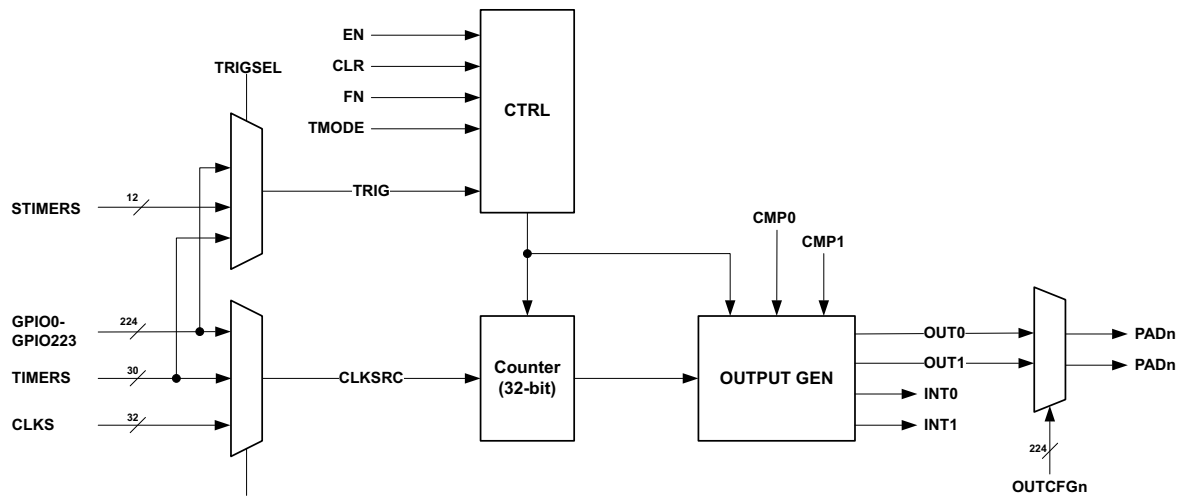 EN
CLR
FN
TMODE
CTRL
TRIGSEL
STIMERS
12
TRIG
CMP0
CMP1
GPIO0-
GPIO223
224
TIMERS
30
CLKS
32
CLKSRC
Counter
(32-bit)
OUTPUT GEN
OUT0
OUT1
INT0
INT1
PADn
PADn
224
OUTCFGn